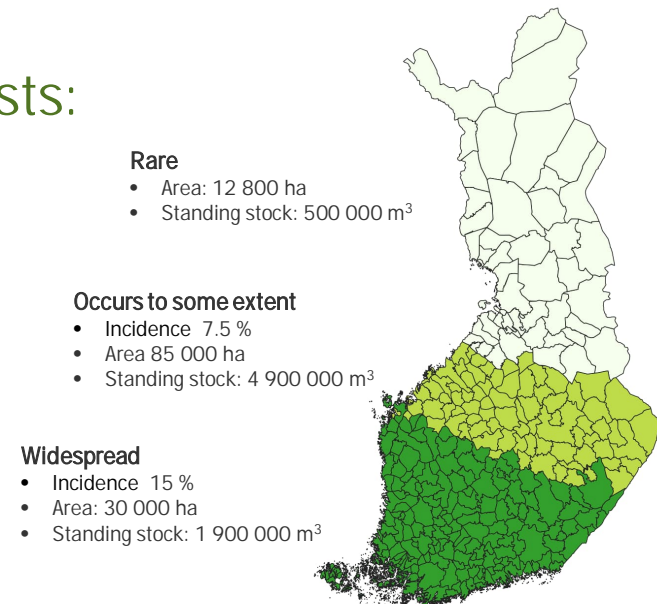 sts:
Rare
• Area: 12 800 ha
• Standing stock: 500 000 m³
Occurs to some extent
• Incidence 7.5 %
• Area 85 000 ha
• Standing stock: 4 900 000 m³
Widespread
• Incidence 15 %
• Area: 30 000 ha
• Standing stock: 1 900 000 m³